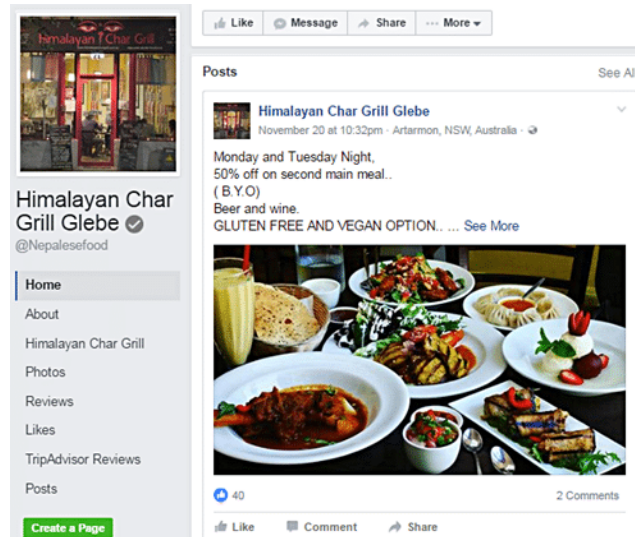 Himalayan Char Grill
Himalayan Char
Grill Glebe
@Nepalesefood
Home
About
Himalayan Char Grill
Photos
Reviews
Likes
TripAdvisor Reviews
Posts
Create a Page
Like
Message
Share
More
Posts
See Al
Himalayan Char Grill Glebe
November 20 at 10:32pm · Artarmon, NSW, Australia ·
Monday and Tuesday Night,
50% off on second main meal..
( B.Y.O)
Beer and wine.
GLUTEN FREE AND VEGAN OPTION.. ... See More
40
2 Comments
Like
Comment
Share